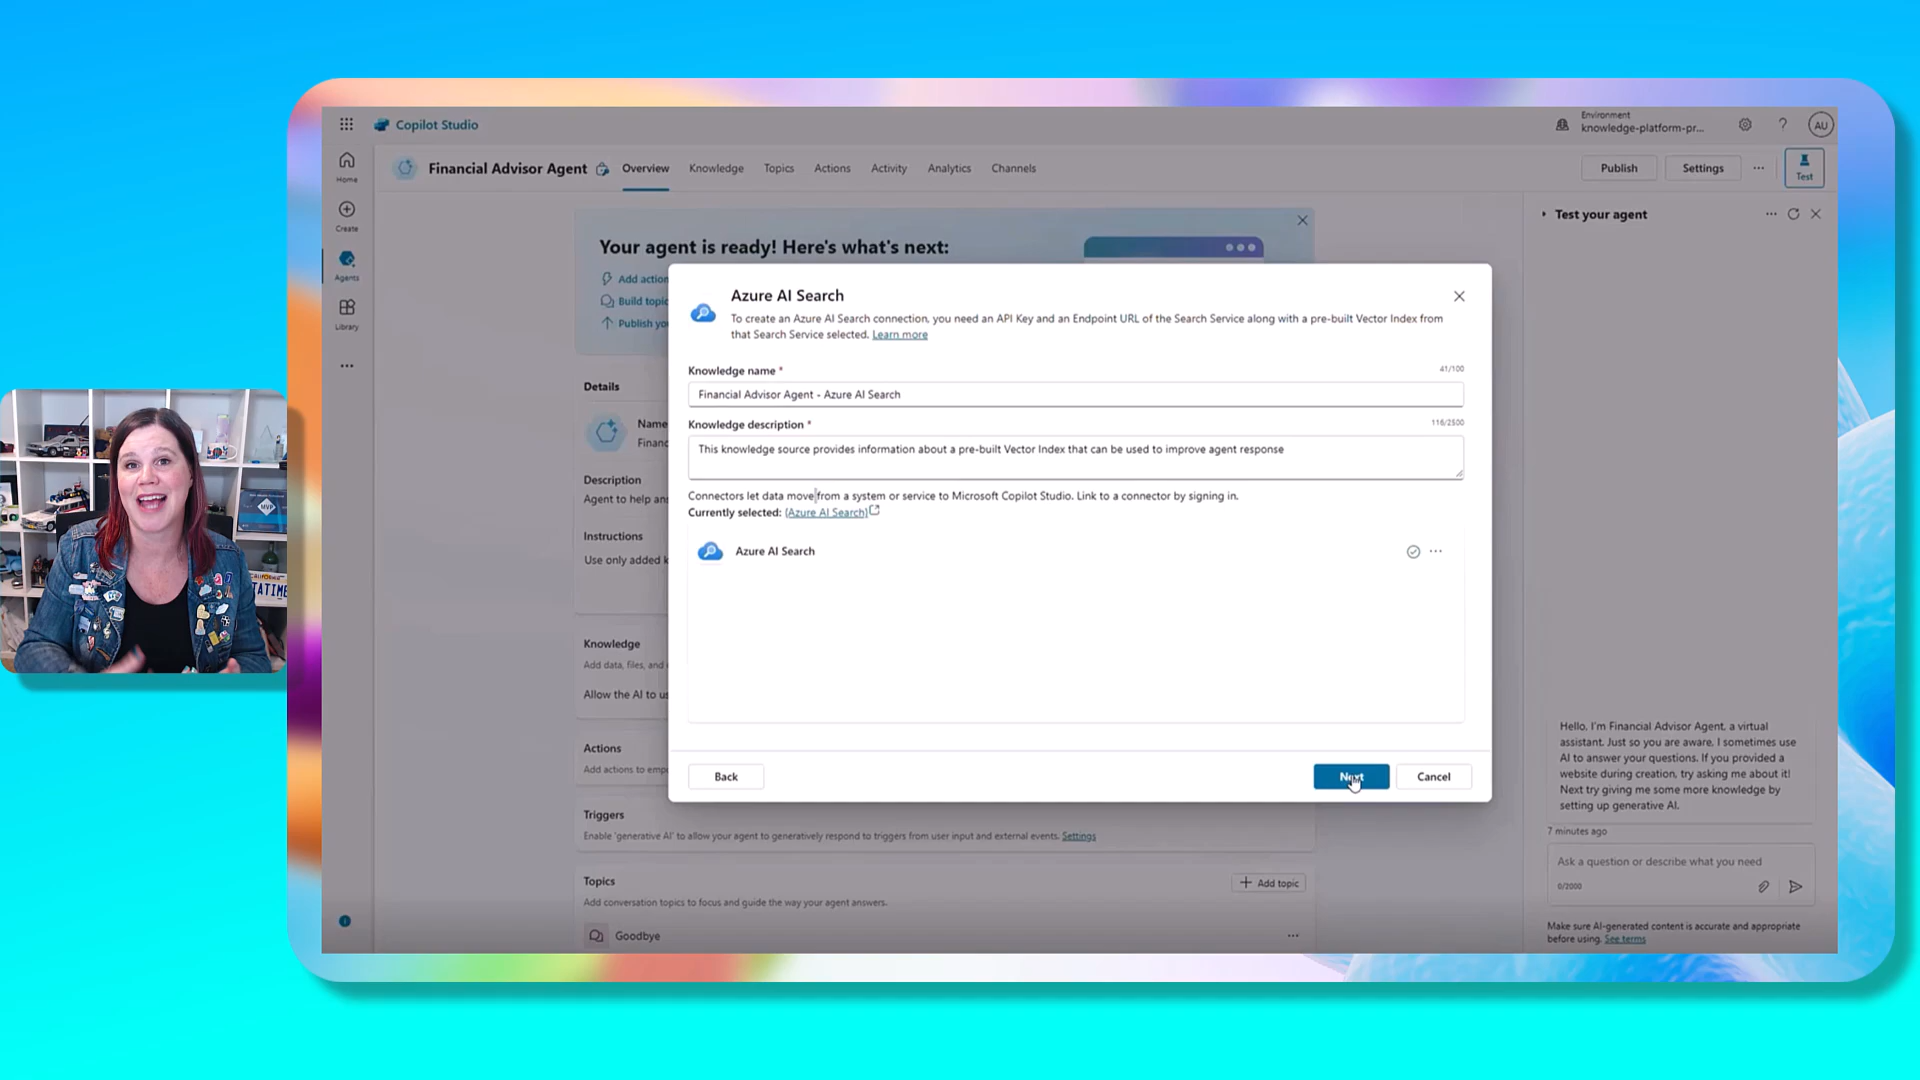 Copilot Studio
Environment
knowledge-platform-pr...
AU
Home
Create
Agents
Library
Financial Advisor Agent
Overview
Knowledge
Topics
Actions
Activity
Analytics
Channels
Publish
Settings
Test
Your agent is ready! Here's what's next:
Add action
Build topic
Publish yo
Details
Name
Financ
Description
Agent to help ans
Instructions
Use only added k
Knowledge
Add data, files, and
Allow the AI to us
Actions
Add actions to emp
Triggers
Enable 'generative AI' to allow your agent to generatively respond to triggers from user input and external events. Settings
Topics
Add topic
Add conversation topics to focus and guide the way your agent answers.
Goodbye
Azure AI Search
To create an Azure AI Search connection, you need an API Key and an Endpoint URL of the Search Service along with a pre-built Vector Index from
that Search Service selected. Learn more
Knowledge name *
41/100
Financial Advisor Agent - Azure AI Search
Knowledge description *
116/2500
This knowledge source provides information about a pre-built Vector Index that can be used to improve agent response
Connectors let data move from a system or service to Microsoft Copilot Studio. Link to a connector by signing in.
Currently selected: (Azure AI Search)
Azure AI Search
Back
Next
Cancel
Test your agent
Hello, I'm Financial Advisor Agent, a virtual
assistant. Just so you are aware, I sometimes use
AI to answer your questions. If you provided a
website during creation, try asking me about it!
Next try giving me some more knowledge by
setting up generative AI.
7 minutes ago
Ask a question or describe what you need
0/2000
Make sure AI-generated content is accurate and appropriate
before using. See terms
MVP